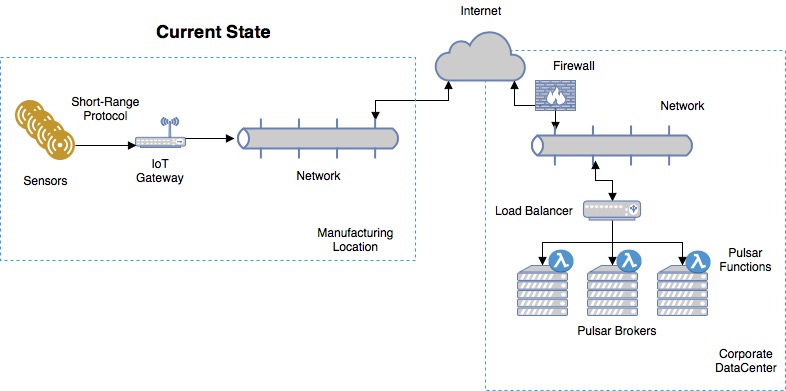 Internet
Current State
Firewall
Short-Range
Protocol
Network
Sensors
IoT
Gateway
Network
Load Balancer
Manufacturing
Location
Pulsar
Functions
λ
λ
λ
Pulsar Brokers
Corporate
DataCenter